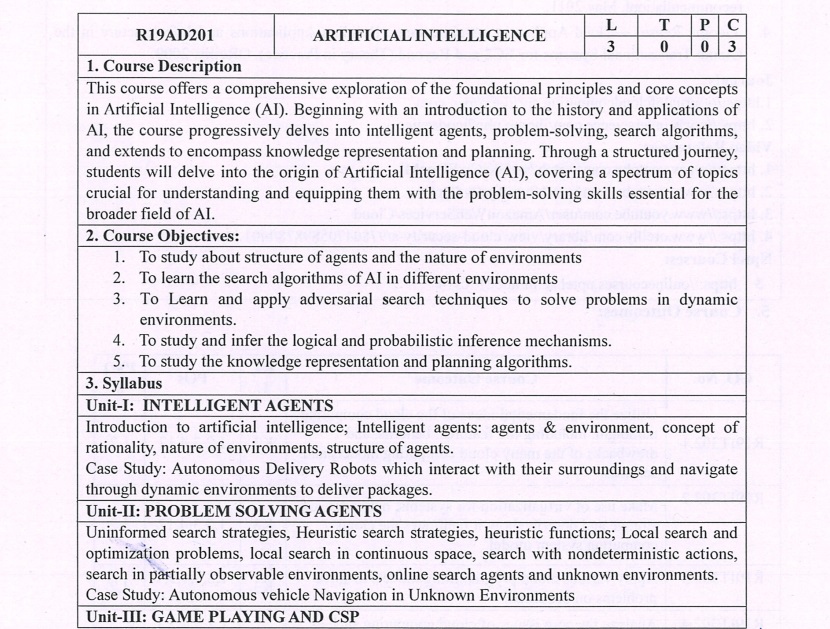 R19AD201 ARTIFICIAL INTELLIGENCE L T P C
3 0 0 3
1. Course Description
This course offers a comprehensive exploration of the foundational principles and core concepts
in Artificial Intelligence (AI). Beginning with an introduction to the history and application of
AI, the course progressively delves into intelligent agents, problem-solving, search algorithms,
and extends to encompass knowledge representation and planning. Through a structured journey,
students will delve into the origin of Artificial Intelligence (AI), covering a spectrum of topics
crucial for understanding and equipping them with the problem-solving skills essential for the
broader field of AI.
2. Course Objectives:
1. To study about structure of agents and the nature of environments
2. To learn the search algorithms of AI in different environments
3. To Learn and apply adversarial search techniques to solve problems in dynamic
environments.
4. To study and infer the logical and probabilistic inference mechanisms.
5. To study the knowledge representation and planning algorithms.
3. Syllabus
Unit-I: INTELLIGENT AGENTS
Introduction to artificial intelligence; Intelligent agents: agents & environment, concept of
rationality, nature of environments, structure of agents.
Case Study: Autonomous Delivery Robots which interact with their surroundings and navigate
through dynamic environments to deliver packages.
Unit-II: PROBLEM SOLVING AGENTS
Uninformed search strategies, Heuristic search strategies, heuristic functions; Local search and
optimization problems, local search in continuous space, search with nondeterministic actions,
search in partially observable environments, online search agents and unknown environments.
Case Study: Autonomous vehicle Navigation in Unknown Environments
Unit-III: GAME PLAYING AND CSP